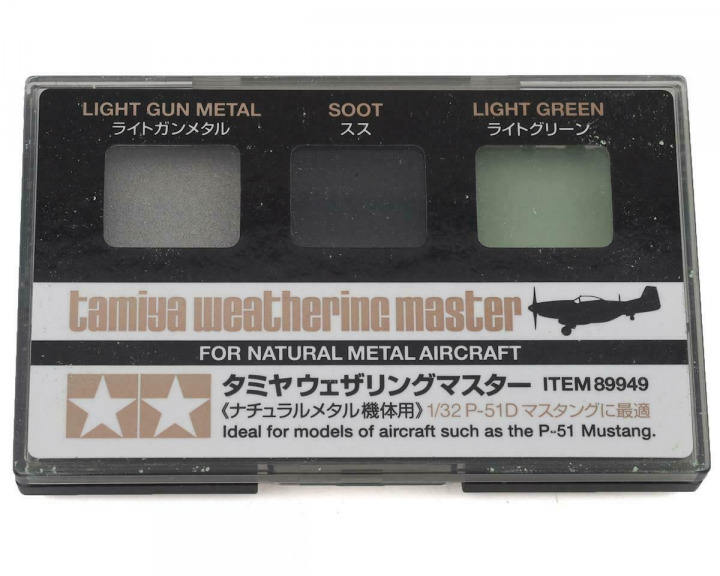 LIGHT GUN METAL SOOT LIGHT GREEN
ライトガンメタル スス ライトグリーン
tamiya weathering master
FOR NATURAL METAL AIRCRAFT
タミヤウェザリングマスター ITEM 89949
《ナチュラルメタル機体用》1/32 P-51D マスタングに最適
Ideal for models of aircraft such as the P-51 Mustang.